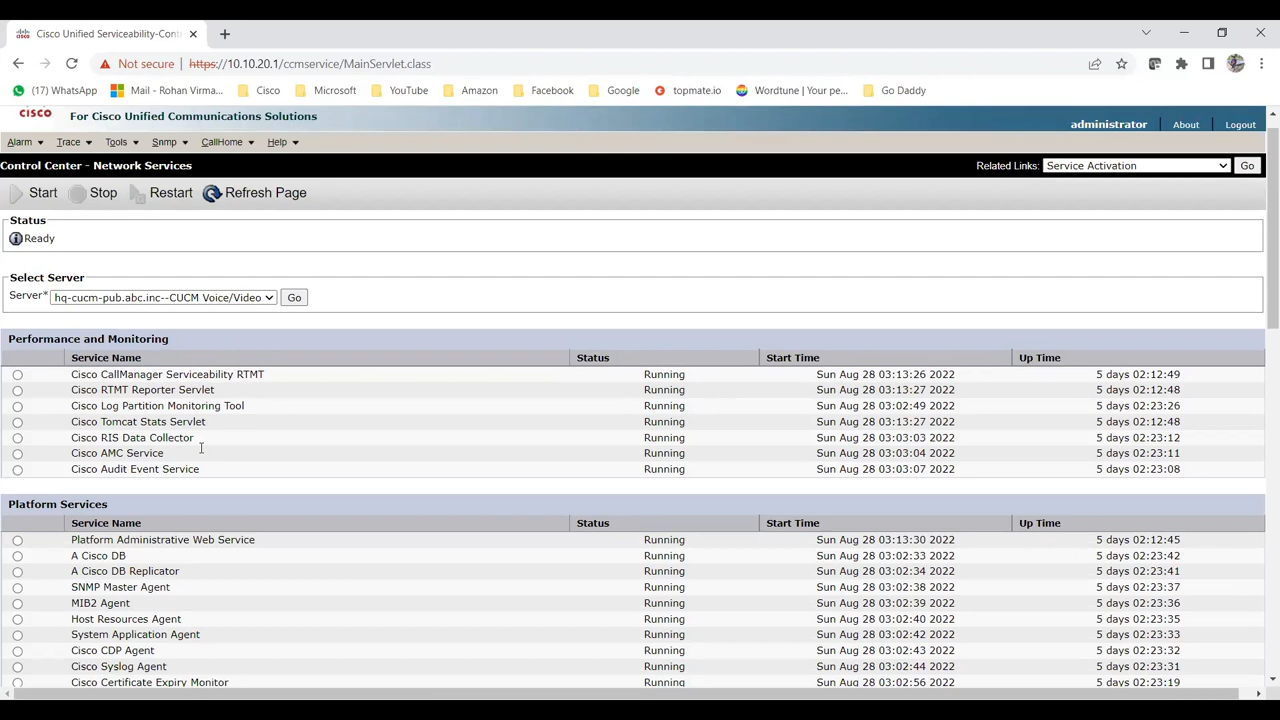 Cisco Unified Serviceability-Cont
Not secure | https://10.10.20.1/ccmservice/MainServlet.class
(17) WhatsApp Mail - Rohan Virma... Cisco Microsoft YouTube Amazon Facebook Google topmate.io Wordtune | Your pe... Go Daddy
CISCO For Cisco Unified Communications Solutions
administrator About Logout
Alarm Trace Tools Snmp CallHome Help
Control Center - Network Services Related Links: Service Activation Go
Start Stop Restart Refresh Page
Status
Ready
Select Server
Server* hq-cucm-pub.abc.inc--CUCM Voice/Video Go
Performance and Monitoring
Service Name Status Start Time Up Time
Cisco CallManager Serviceability RTMT Running Sun Aug 28 03:13:26 2022 5 days 02:12:49
Cisco RTMT Reporter Servlet Running Sun Aug 28 03:13:27 2022 5 days 02:12:48
Cisco Log Partition Monitoring Tool Running Sun Aug 28 03:02:49 2022 5 days 02:23:26
Cisco Tomcat Stats Servlet Running Sun Aug 28 03:13:27 2022 5 days 02:12:48
Cisco RIS Data Collector Running Sun Aug 28 03:03:03 2022 5 days 02:23:12
Cisco AMC Service Running Sun Aug 28 03:03:04 2022 5 days 02:23:11
Cisco Audit Event Service Running Sun Aug 28 03:03:07 2022 5 days 02:23:08
Platform Services
Service Name Status Start Time Up Time
Platform Administrative Web Service Running Sun Aug 28 03:13:30 2022 5 days 02:12:45
A Cisco DB Running Sun Aug 28 03:02:33 2022 5 days 02:23:42
A Cisco DB Replicator Running Sun Aug 28 03:02:34 2022 5 days 02:23:41
SNMP Master Agent Running Sun Aug 28 03:02:38 2022 5 days 02:23:37
MIB2 Agent Running Sun Aug 28 03:02:39 2022 5 days 02:23:36
Host Resources Agent Running Sun Aug 28 03:02:40 2022 5 days 02:23:35
System Application Agent Running Sun Aug 28 03:02:42 2022 5 days 02:23:33
Cisco CDP Agent Running Sun Aug 28 03:02:43 2022 5 days 02:23:32
Cisco Syslog Agent Running Sun Aug 28 03:02:44 2022 5 days 02:23:31
Cisco Certificate Expiry Monitor Running Sun Aug 28 03:02:56 2022 5 days 02:23:19